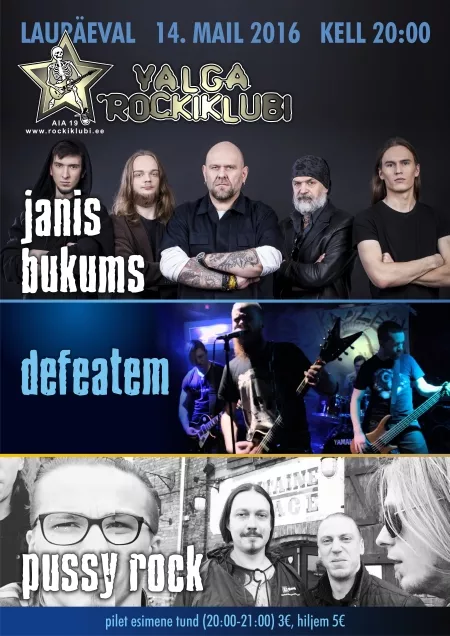 LAUPÄEVAL 14. MAIL 2016 KELL 20:00
VALGA
ROCKIKLUBI
AIA 19
www.rockiklubi.ee
janis
bukums
defeatem
YAMAHA
pussy rock
pilet esimene tund (20:00-21:00) 3€, hiljem 5€